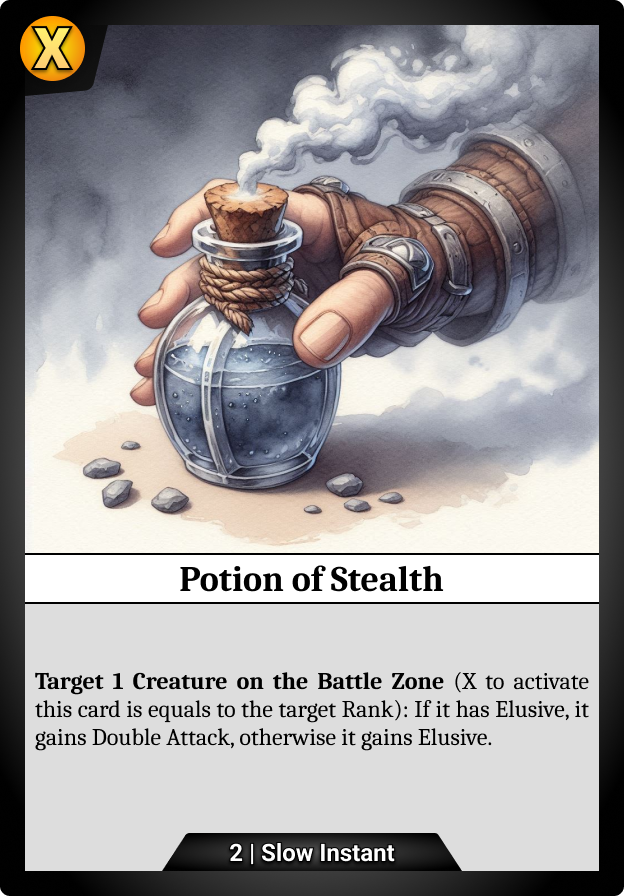 X
Potion of Stealth
Target 1 Creature on the Battle Zone (X to activate
this card is equals to the target Rank): If it has Elusive, it
gains Double Attack, otherwise it gains Elusive.
2 | Slow Instant